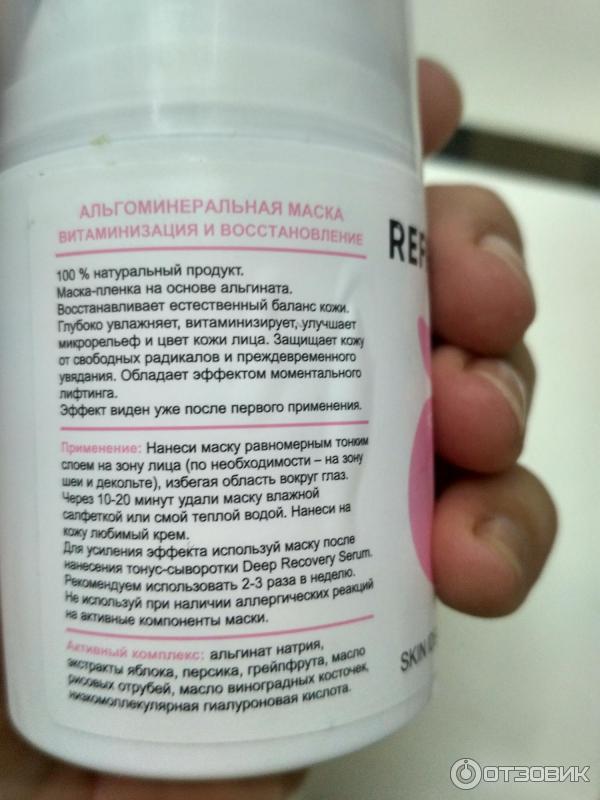 АЛЬГОМИНЕРАЛЬНАЯ МАСКА
ВИТАМИНИЗАЦИЯ И ВОССТАНОВЛЕНИЕ
100 % натуральный продукт.
Маска-пленка на основе альгината.
Восстанавливает естественный баланс кожи.
Глубоко увлажняет, витаминизирует, улучшает
микрорельеф и цвет кожи лица. Защищает кожу
от свободных радикалов и преждевременного
увядания. Обладает эффектом моментального
лифтинга.
Эффект виден уже после первого применения.
Применение: Нанеси маску равномерным тонким
слоем на зону лица (по необходимости – на зону
шеи и декольте), избегая область вокруг глаз.
Через 10-20 минут удали маску влажной
салфеткой или смой теплой водой. Нанеси на
кожу любимый крем.
Для усиления эффекта используй маску после
нанесения тонус-сыворотки Deep Recovery Serum.
Рекомендуем использовать 2-3 раза в неделю.
Не используй при наличии аллергических реакций
на активные компоненты маски.
Активный комплекс: альгинат натрия,
экстракты яблока, персика, грейпфрута, масло
рисовых отрубей, масло виноградных косточек,
низкомоллекулярная гиалуроновая кислота.
REF
SKIN
ОТЗОВИК